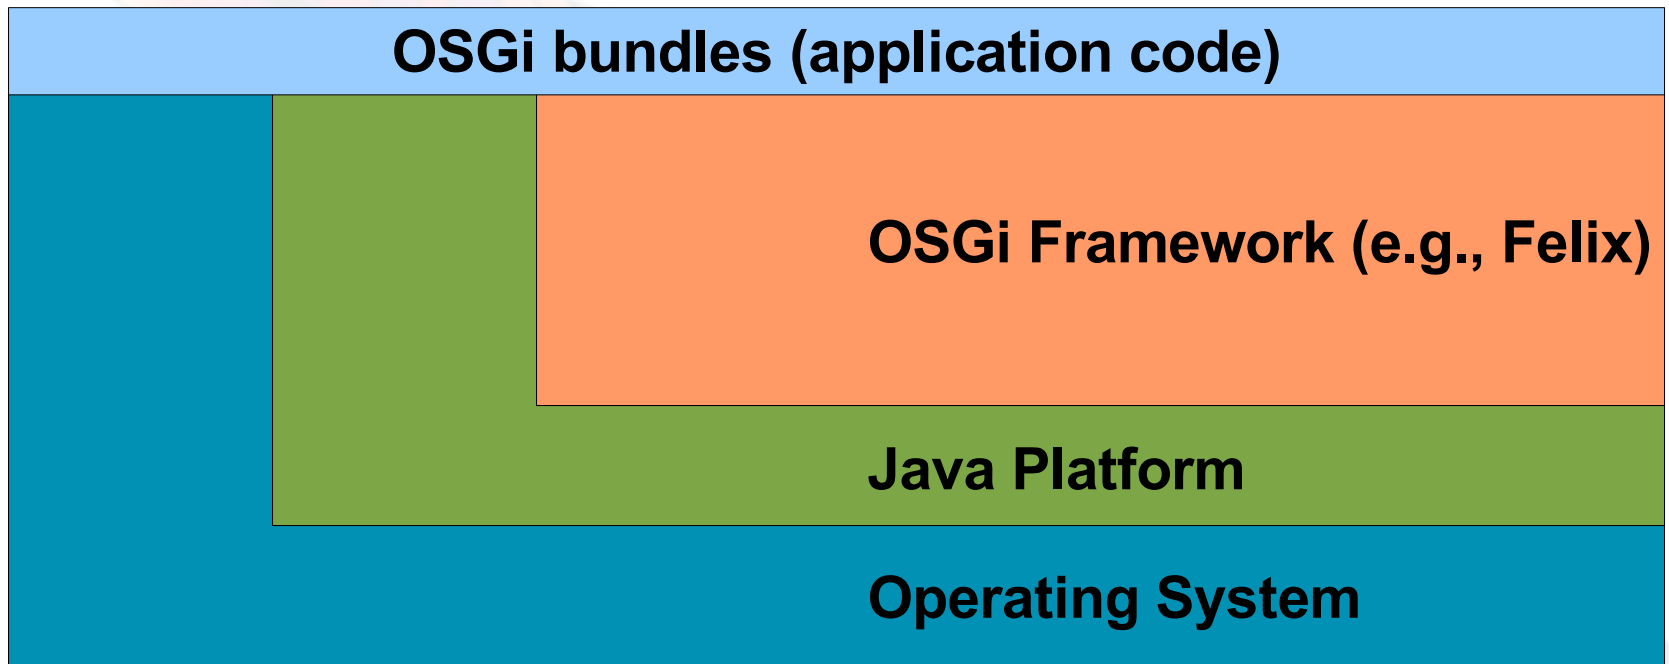 OSGi bundles (application code)
OSGi Framework (e.g., Felix)
Java Platform
Operating System